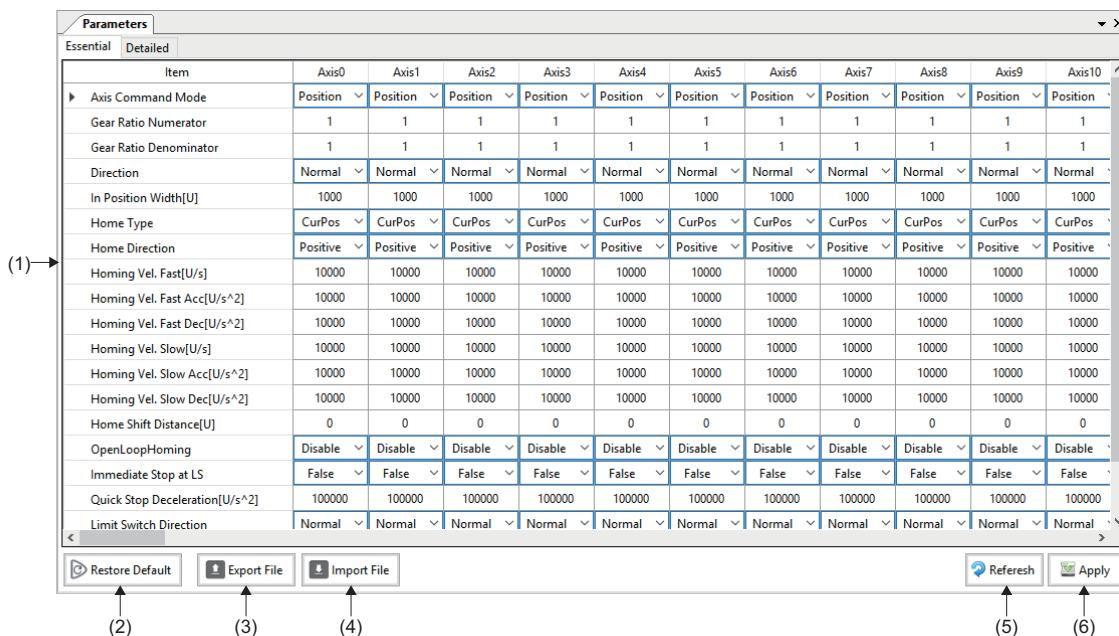 Parameters
Essential Detailed
Item Axis0 Axis1 Axis2 Axis3 Axis4 Axis5 Axis6 Axis7 Axis8 Axis9 Axis10
Axis Command Mode Position Position Position Position Position Position Position Position Position Position Position
Gear Ratio Numerator 1 1 1 1 1 1 1 1 1 1 1
Gear Ratio Denominator 1 1 1 1 1 1 1 1 1 1 1
Direction Normal Normal Normal Normal Normal Normal Normal Normal Normal Normal Normal
In Position Width[U] 1000 1000 1000 1000 1000 1000 1000 1000 1000 1000 1000
Home Type CurPos CurPos CurPos CurPos CurPos CurPos CurPos CurPos CurPos CurPos CurPos
Home Direction Positive Positive Positive Positive Positive Positive Positive Positive Positive Positive Positive
(1) Homing Vel. Fast[U/s] 10000 10000 10000 10000 10000 10000 10000 10000 10000 10000 10000
Homing Vel. Fast Acc[U/s^2] 10000 10000 10000 10000 10000 10000 10000 10000 10000 10000 10000
Homing Vel. Fast Dec[U/s^2] 10000 10000 10000 10000 10000 10000 10000 10000 10000 10000 10000
Homing Vel. Slow[U/s] 10000 10000 10000 10000 10000 10000 10000 10000 10000 10000 10000
Homing Vel. Slow Acc[U/s^2] 10000 10000 10000 10000 10000 10000 10000 10000 10000 10000 10000
Homing Vel. Slow Dec[U/s^2] 10000 10000 10000 10000 10000 10000 10000 10000 10000 10000 10000
Home Shift Distance[U] 0 0 0 0 0 0 0 0 0 0 0
OpenLoopHoming Disable Disable Disable Disable Disable Disable Disable Disable Disable Disable Disable
Immediate Stop at LS False False False False False False False False False False False
Quick Stop Deceleration[U/s^2] 100000 100000 100000 100000 100000 100000 100000 100000 100000 100000 100000
Limit Switch Direction Normal Normal Normal Normal Normal Normal Normal Normal Normal Normal Normal
Restore Default Export File Import File Referesh Apply
(2) (3) (4) (5) (6)